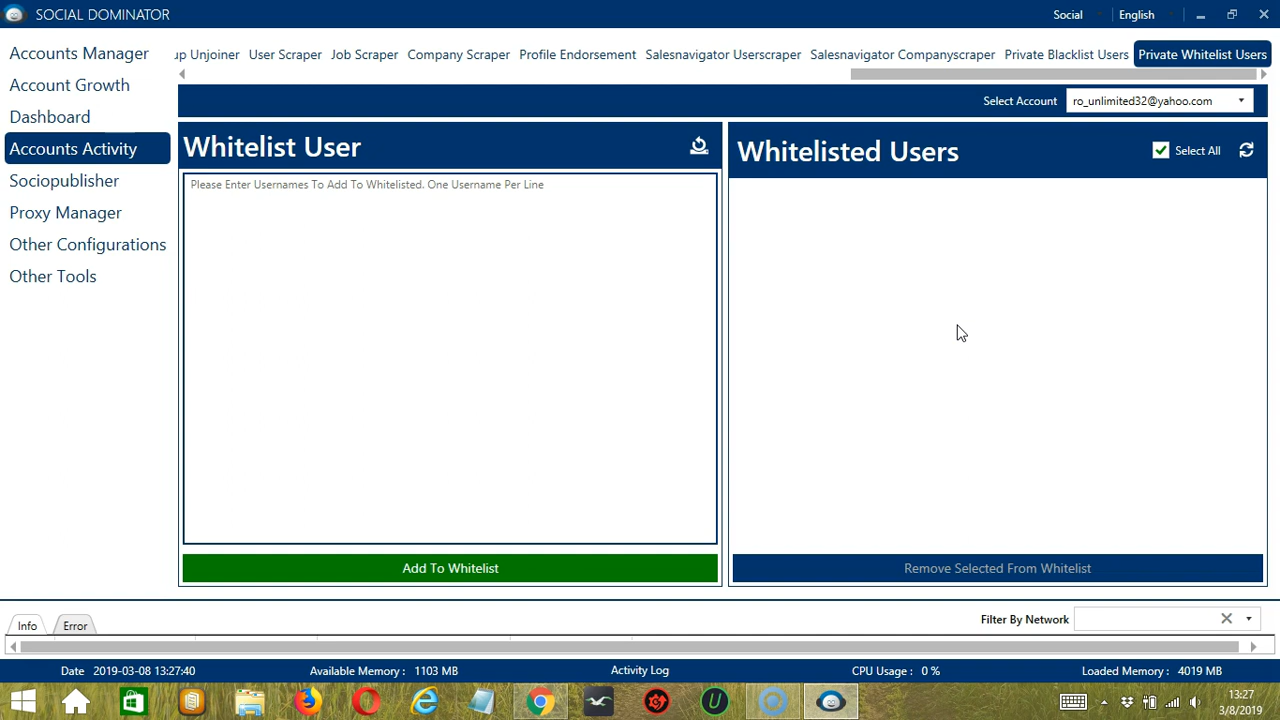 SOCIAL DOMINATOR
Social English
Accounts Manager
Account Growth
Dashboard
Accounts Activity
Sociopublisher
Proxy Manager
Other Configurations
Other Tools
up Unjoiner User Scraper Job Scraper Company Scraper Profile Endorsement Salesnavigator Userscraper Salesnavigator Companyscraper Private Blacklist Users Private Whitelist Users
Select Account ro_unlimited32@yahoo.com
Whitelist User
Please Enter Usernames To Add To Whitelisted. One Username Per Line
Add To Whitelist
Whitelisted Users
Select All
Remove Selected From Whitelist
Info Error
Filter By Network
Date 2019-03-08 13:27:40 Available Memory : 1103 MB Activity Log CPU Usage : 0 % Loaded Memory : 4019 MB
13:27
3/8/2019